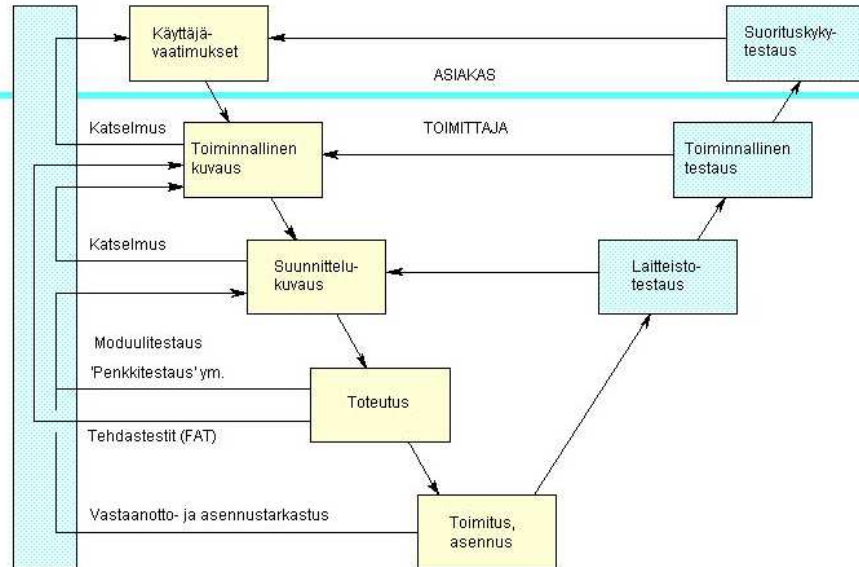 Käyttäjä-
vaatimukset
Suorituskyky-
testaus
ASIAKAS
Katselmus
TOIMITTAJA
Toiminnallinen
kuvaus
Toiminnallinen
testaus
Katselmus
Suunnittelu-
kuvaus
Laitteisto-
testaus
Moduulitestaus
'Penkkitestaus' ym.
Toteutus
Tehdastestit (FAT)
Vastaanotto- ja asennustarkastus
Toimitus,
asennus